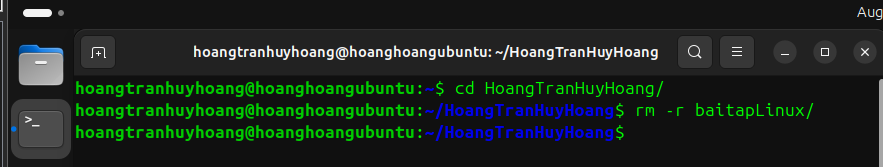 Aug
hoangtranhuyhoang@hoanghoangubuntu: ~/HoangTranHuyHoang
hoangtranhuyhoang@hoanghoangubuntu:~$ cd HoangTranHuyHoang/
hoangtranhuyhoang@hoanghoangubuntu:~/HoangTranHuyHoang$ rm -r baitapLinux/
hoangtranhuyhoang@hoanghoangubuntu:~/HoangTranHuyHoang$